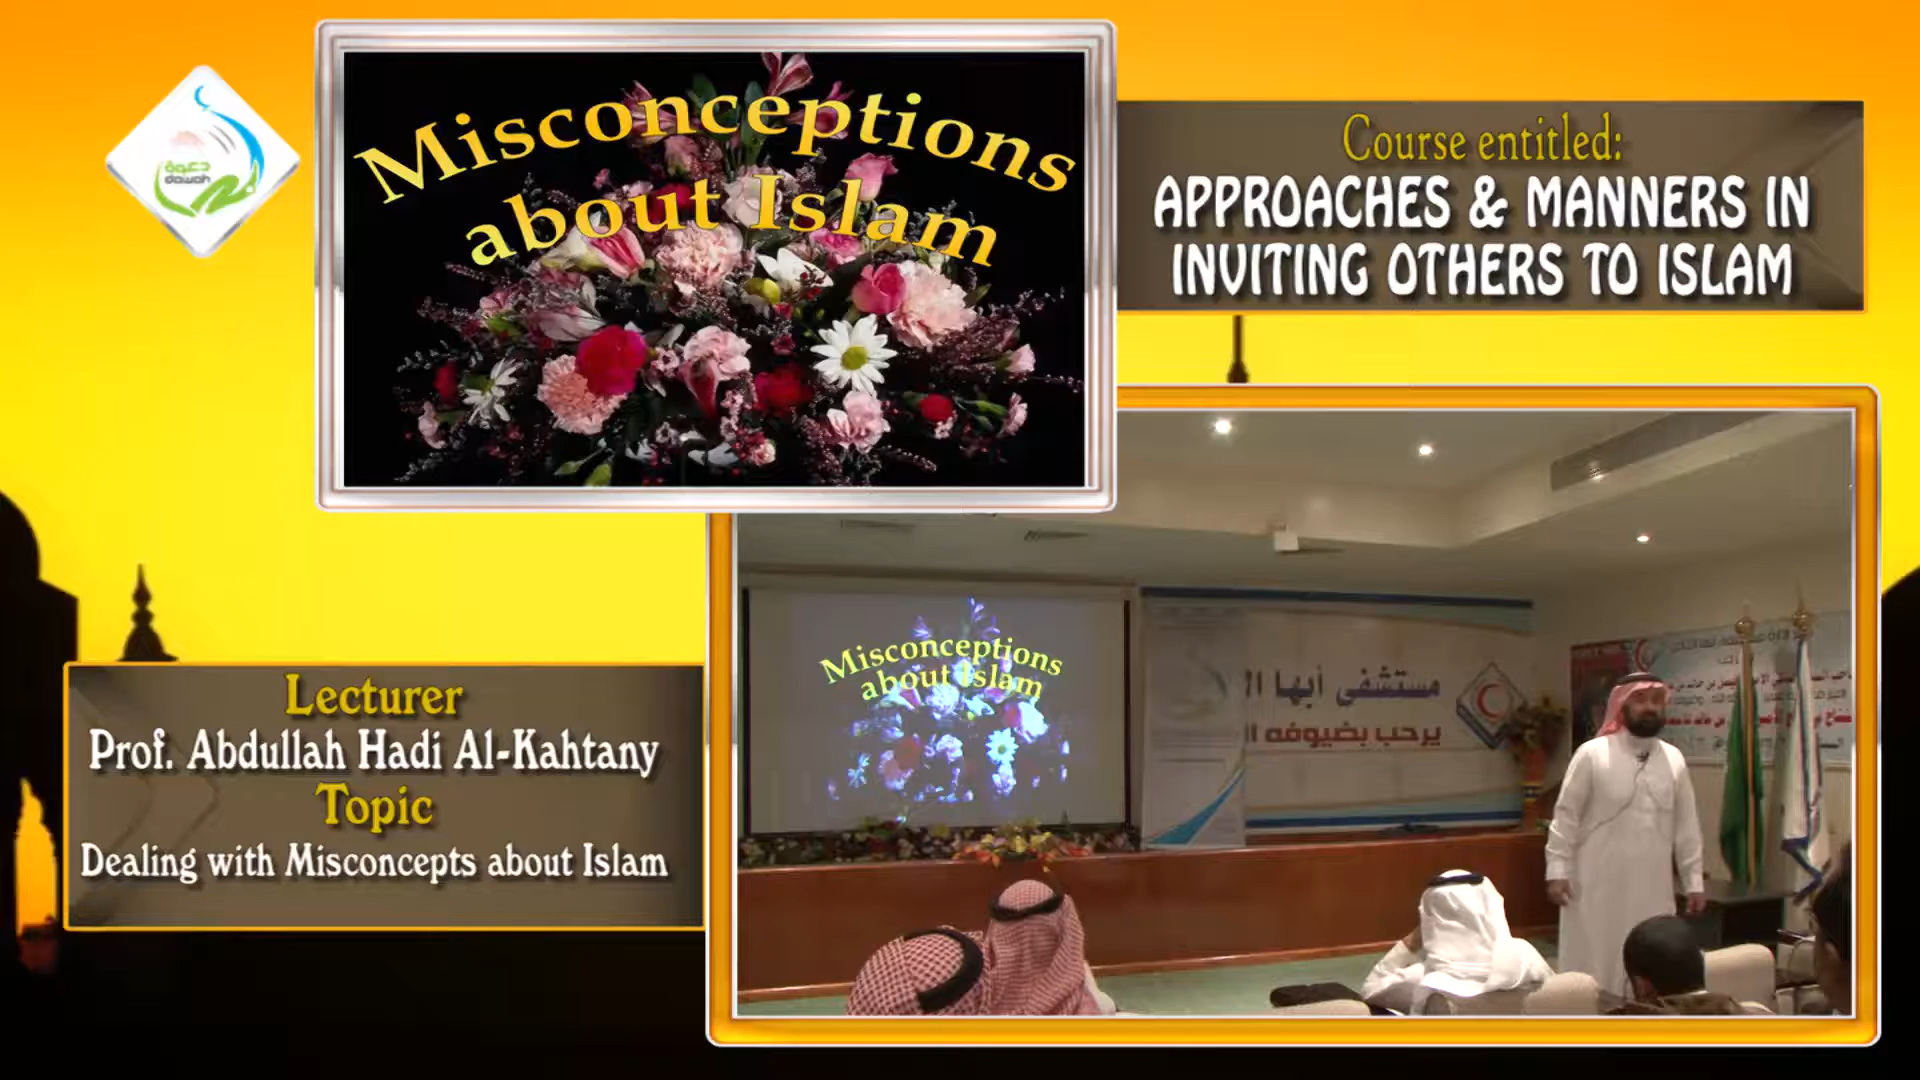 دعوة
dawah
Misconceptions
about Islam
Course entitled:
APPROACHES & MANNERS IN
INVITING OTHERS TO ISLAM
Lecturer
Prof. Abdullah Hadi Al-Kahtany
Topic
Dealing with Misconcepts about Islam
Misconceptions
about Islam
مستشفى أبها ا
يرحب بضيوفه ا